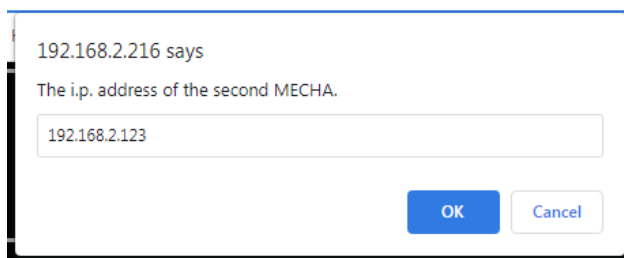 192.168.2.216 says
The i.p. address of the second MECHA.
192.168.2.123
OK Cancel